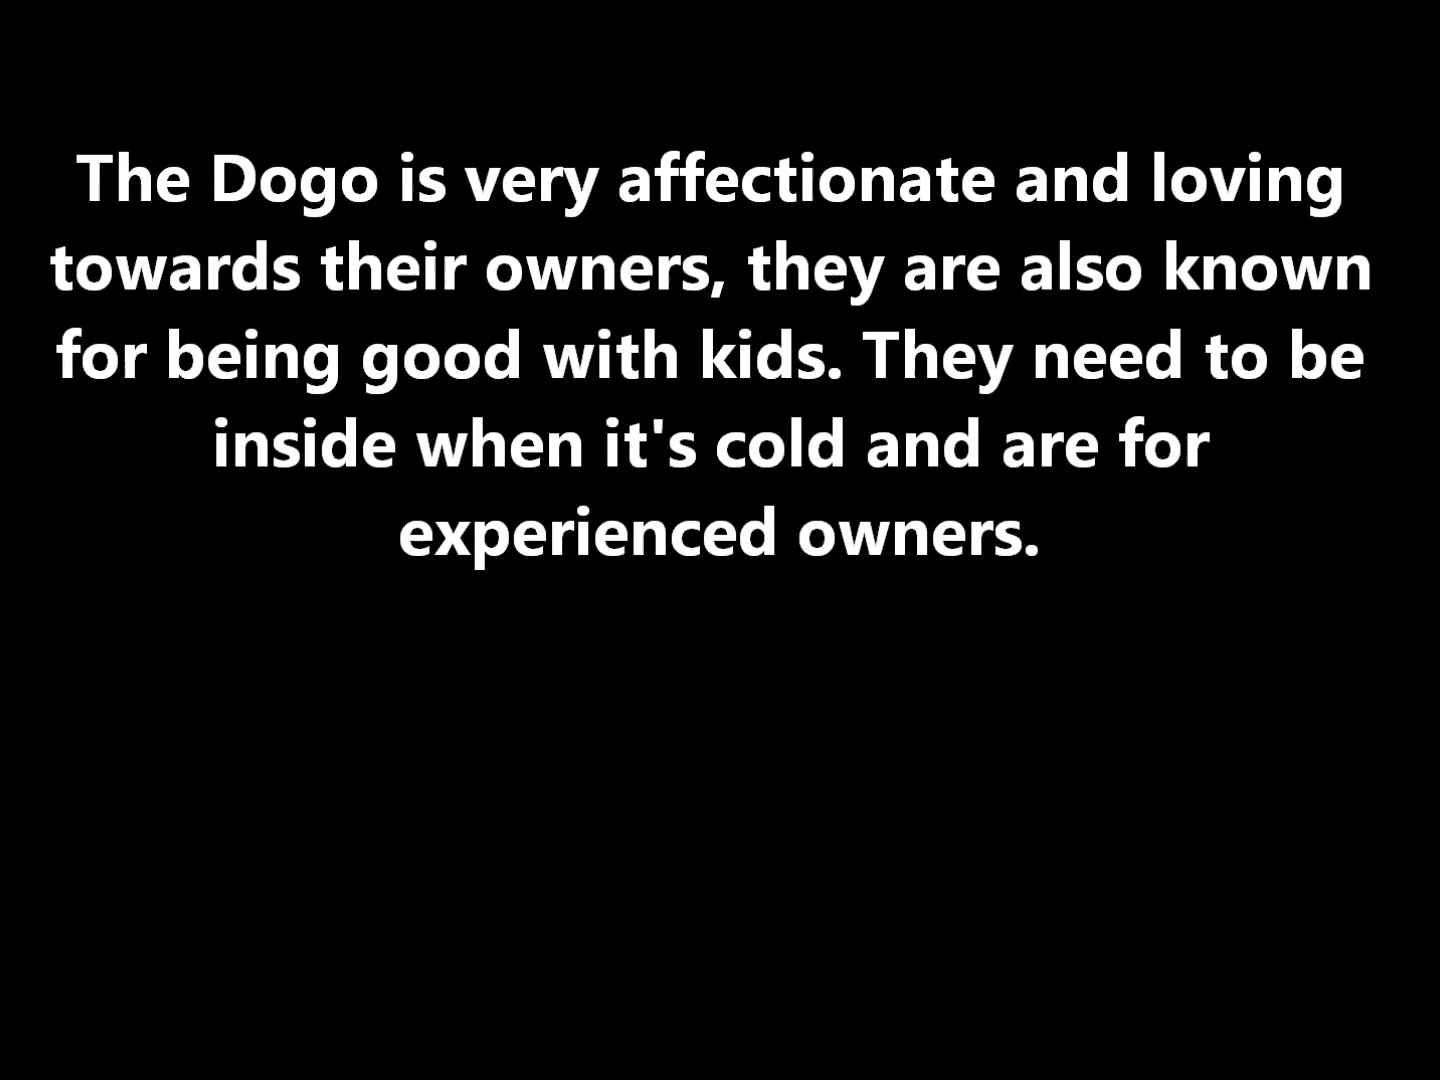 The Dogo is very affectionate and loving
towards their owners, they are also known
for being good with kids. They need to be
inside when it's cold and are for
experienced owners.